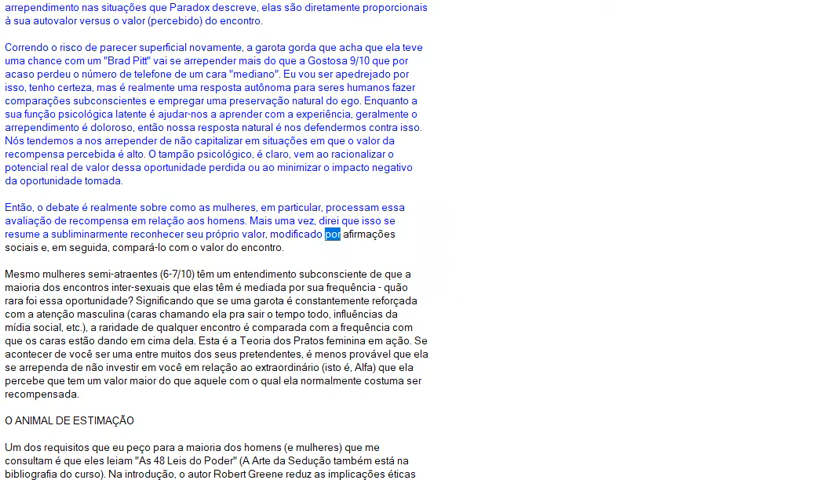 arrependimento nas situações que Paradox descreve, elas são diretamente proporcionais
à sua autovalor versus o valor (percebido) do encontro.
Correndo o risco de parecer superficial novamente, a garota gorda que acha que ela teve
uma chance com um "Brad Pitt" vai se arrepender mais do que a Gostosa 9/10 que por
acaso perdeu o número de telefone de um cara "mediano". Eu vou ser apedrejado por
isso, tenho certeza, mas é realmente uma resposta autônoma para seres humanos fazer
comparações subconscientes e empregar uma preservação natural do ego. Enquanto a
sua função psicológica latente é ajudar-nos a aprender com a experiência, geralmente o
arrependimento é doloroso, então nossa resposta natural é nos defendermos contra isso.
Nós tendemos a nos arrepender de não capitalizar em situações em que o valor da
recompensa percebida é alto. O tampão psicológico, é claro, vem ao racionalizar o
potencial real de valor dessa oportunidade perdida ou ao minimizar o impacto negativo
da oportunidade tomada.
Então, o debate é realmente sobre como as mulheres, em particular, processam essa
avaliação de recompensa em relação aos homens. Mais uma vez, direi que isso se
resume a subliminarmente reconhecer seu próprio valor, modificado por afirmações
sociais e, em seguida, compará-lo com o valor do encontro.
Mesmo mulheres semi-atraentes (6-7/10) têm um entendimento subconsciente de que a
maioria dos encontros inter-sexuais que elas têm é mediada por sua frequência - quão
rara foi essa oportunidade? Significando que se uma garota é constantemente reforçada
com a atenção masculina (caras chamando ela pra sair o tempo todo, influências da
mídia social, etc.), a raridade de qualquer encontro é comparada com a frequência com
que os caras estão dando em cima dela. Esta é a Teoria dos Pratos feminina em ação. Se
acontecer de você ser uma entre muitos dos seus pretendentes, é menos provável que ela
se arrependa de não investir em você em relação ao extraordinário (isto é, Alfa) que ela
percebe que tem um valor maior do que aquele com o qual ela normalmente costuma ser
recompensada.
O ANIMAL DE ESTIMAÇÃO
Um dos requisitos que eu peço para a maioria dos homens (e mulheres) que me
consultam é que eles leiam "As 48 Leis do Poder" (A Arte da Sedução também está na
bibliografia do curso). Na introdução, o autor Robert Greene reduz as implicações éticas